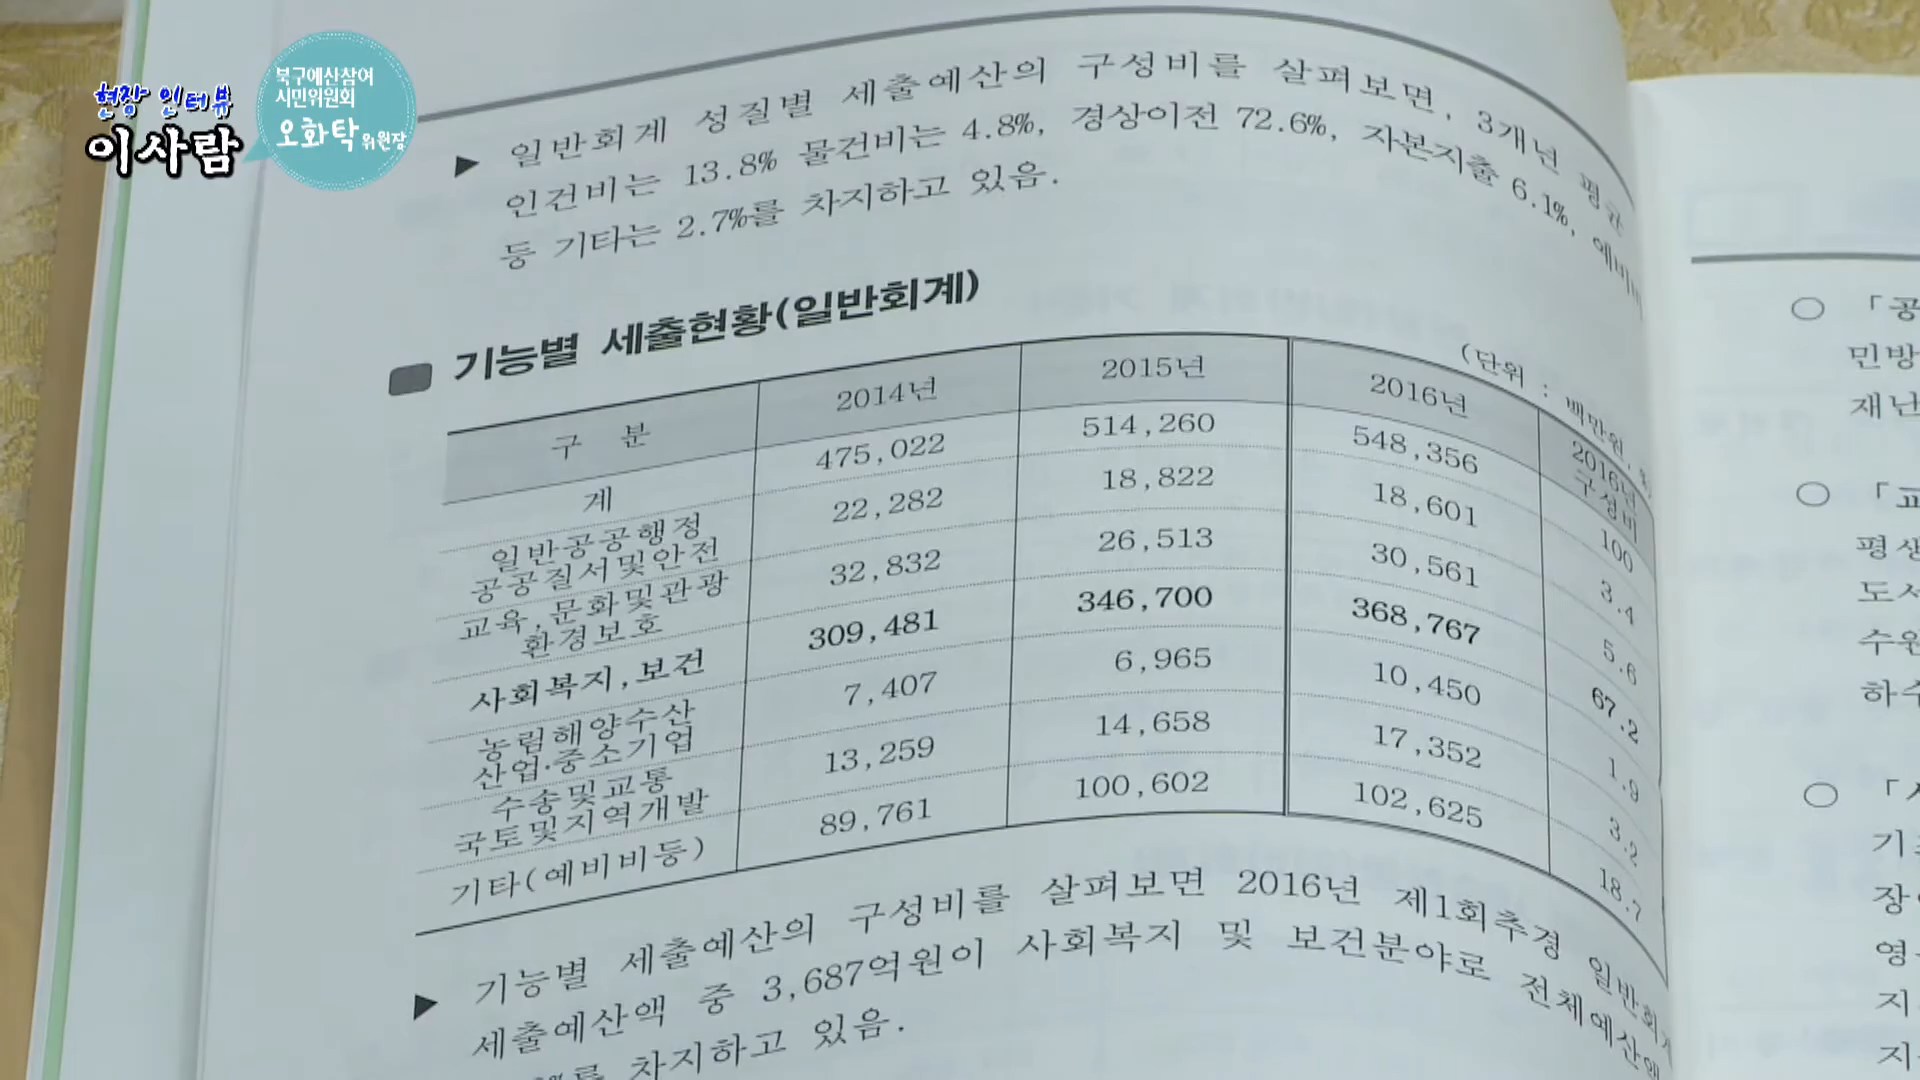 현장 인터뷰
이사람
북구예산참여
시민위원회
오화탁 위원장
▶ 일반회계 성질별 세출예산의 구성비를 살펴보면, 3개년 평균
인건비는 13.8% 물건비는 4.8%, 경상이전 72.6%, 자본지출 6.1%, 예비비
등 기타는 2.7%를 차지하고 있음.
기능별 세출현황(일반회계)
(단위 : 백만원, %)
구 분 2014년 2015년 2016년 2016년 구성비
계 475,022 514,260 548,356 100
일반공공행정
공공질서및안전 22,282 18,822 18,601 3.4
교육,문화및관광
환경보호 32,832 26,513 30,561 5.6
사회복지,보건 309,481 346,700 368,767 67.2
농림해양수산
산업·중소기업 7,407 6,965 10,450 1.9
수송및교통
국토및지역개발 13,259 14,658 17,352 3.2
기타(예비비등) 89,761 100,602 102,625 18.7
▶ 기능별 세출예산의 구성비를 살펴보면 2016년 제1회추경 일반회계
세출예산액 중 3,687억원이 사회복지 및 보건분야로 전체예산액
%를 차지하고 있음.
○ 「공
민방
재난
○ 「교
평생
도서
수원
하수
○ 「사
기초
장
영
지
지